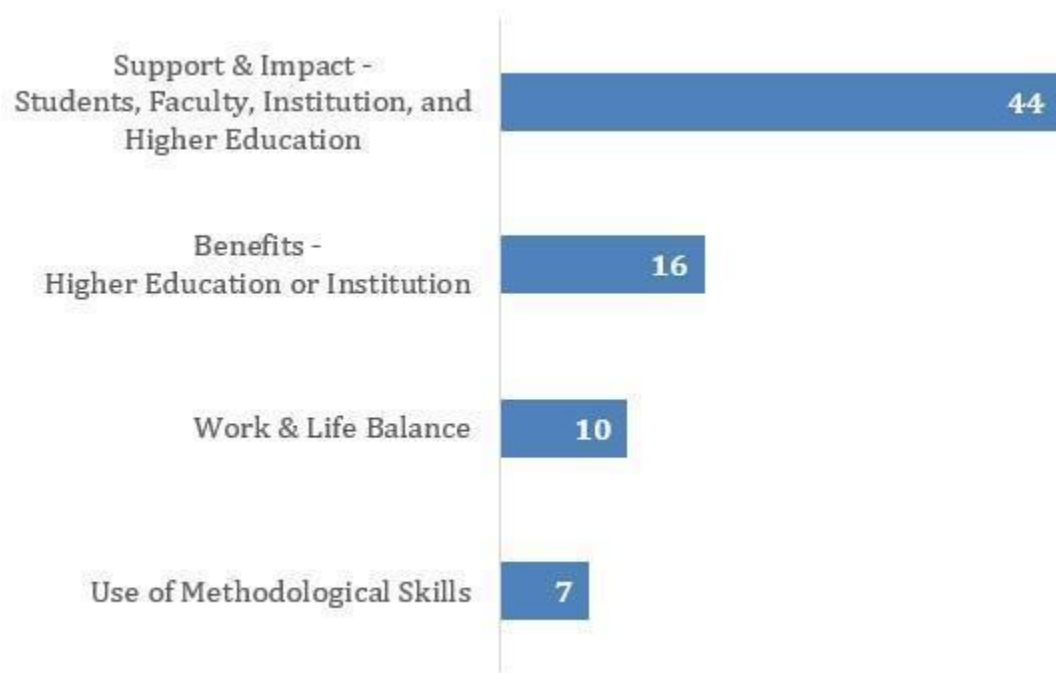 Support & Impact -
Students, Faculty, Institution, and
Higher Education
44
Benefits -
Higher Education or Institution
16
Work & Life Balance
10
Use of Methodological Skills
7